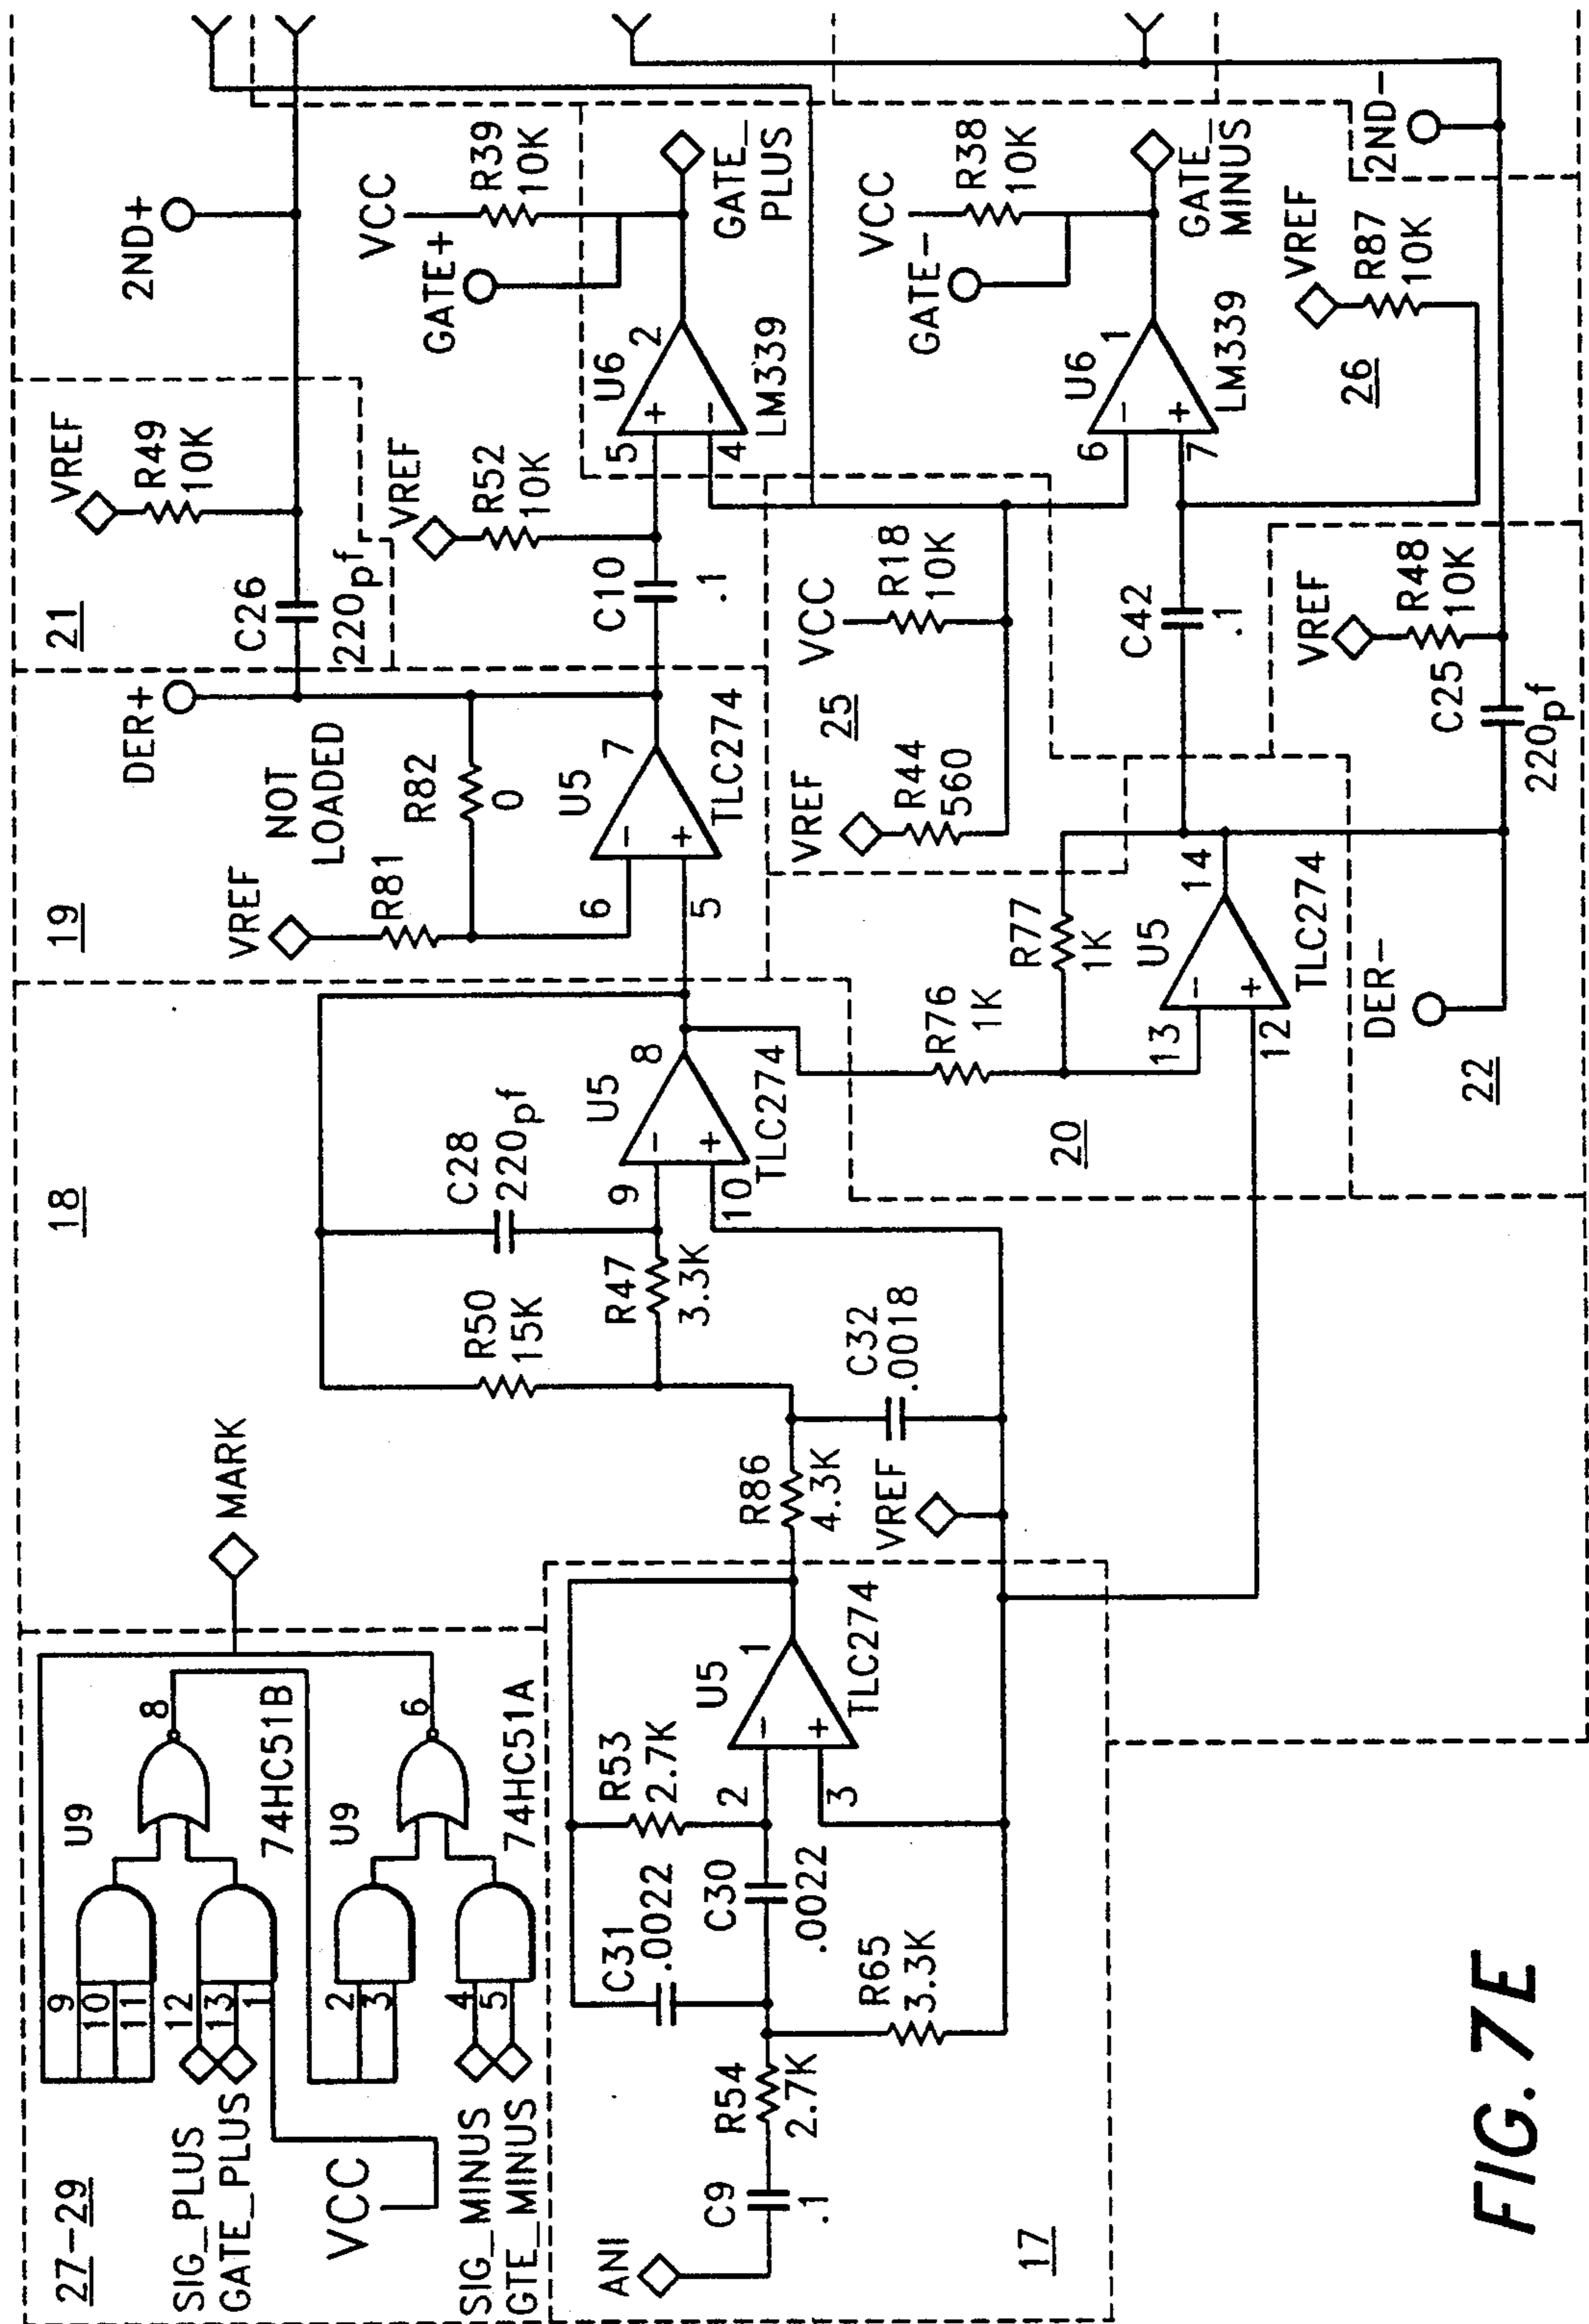 27-29
SIG_PLUS
GATE_PLUS
VCC
SIG_MINUS
GTE_MINUS
9
10
11
12
13
1
2
3
4
5
U9
8
74HC51B
U9
6
74HC51A
MARK
17
ANI
C9
.1
R54
2.7K
R65
3.3K
C31
.0022
C30
.0022
R53
2.7K
2
3
U5
1
TLC274
18
R86
4.3K
VREF
C32
.0018
R50
15K
R47
3.3K
C28
220pf
9
10
U5
8
TLC274
19
VREF
R81
NOT
LOADED
R82
0
DER+
6
5
U5
7
TLC274
20
R76
1K
R77
1K
13
12
U5
14
TLC274
21
C26
220pf
VREF
R49
10K
2ND+
22
DER-
C25
220pf
VREF
R48
10K
2ND-
25
VREF
R44
560
VCC
R18
10K
C10
.1
VREF
R52
10K
5
4
U6
2
LM339
GATE+
VCC
R39
10K
GATE_
PLUS
C42
.1
6
7
U6
1
LM339
GATE-
VCC
R38
10K
GATE_
MINUS
26
VREF
R87
10K
FIG. 7E